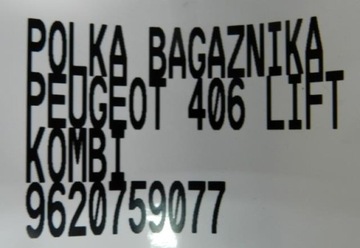 POLKA BAGAZNIKA
PEUGEOT 406 LIFT
KOMBI
9620759077